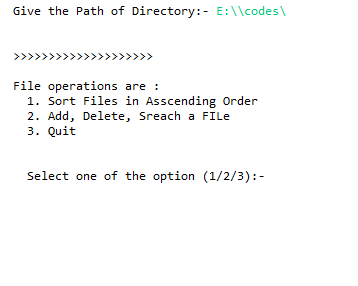 Give the Path of Directory:- E:\\codes\
>>>>>>>>>>>>>>>>>>>>
File operations are :
1. Sort Files in Asscending Order
2. Add, Delete, Sreach a FILe
3. Quit
Select one of the option (1/2/3):-